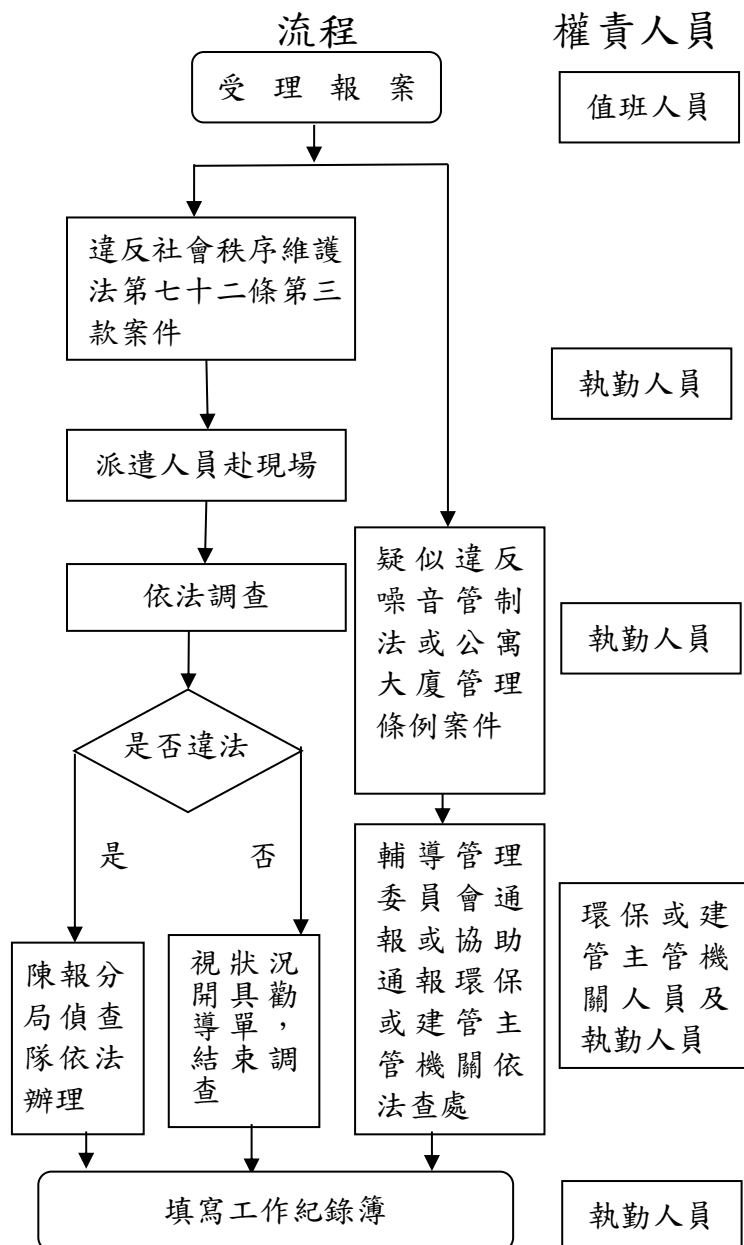 流程 權責人員
受理報案
值班人員
違反社會秩序維護
法第七十二條第三
款案件
執勤人員
派遣人員赴現場
依法調查
疑似違反
噪音管制
法或公寓
大廈管理
條例案件
執勤人員
是否違法
是 否
陳報分
局偵查
隊依法
辦理
視狀況
開具勸
導單，
結束調
查
輔導管理
委員會通
報或協助
通報環保
或建管主
管機關依
法查處
環保或建
管主管機
關人員及
執勤人員
填寫工作紀錄簿
執勤人員